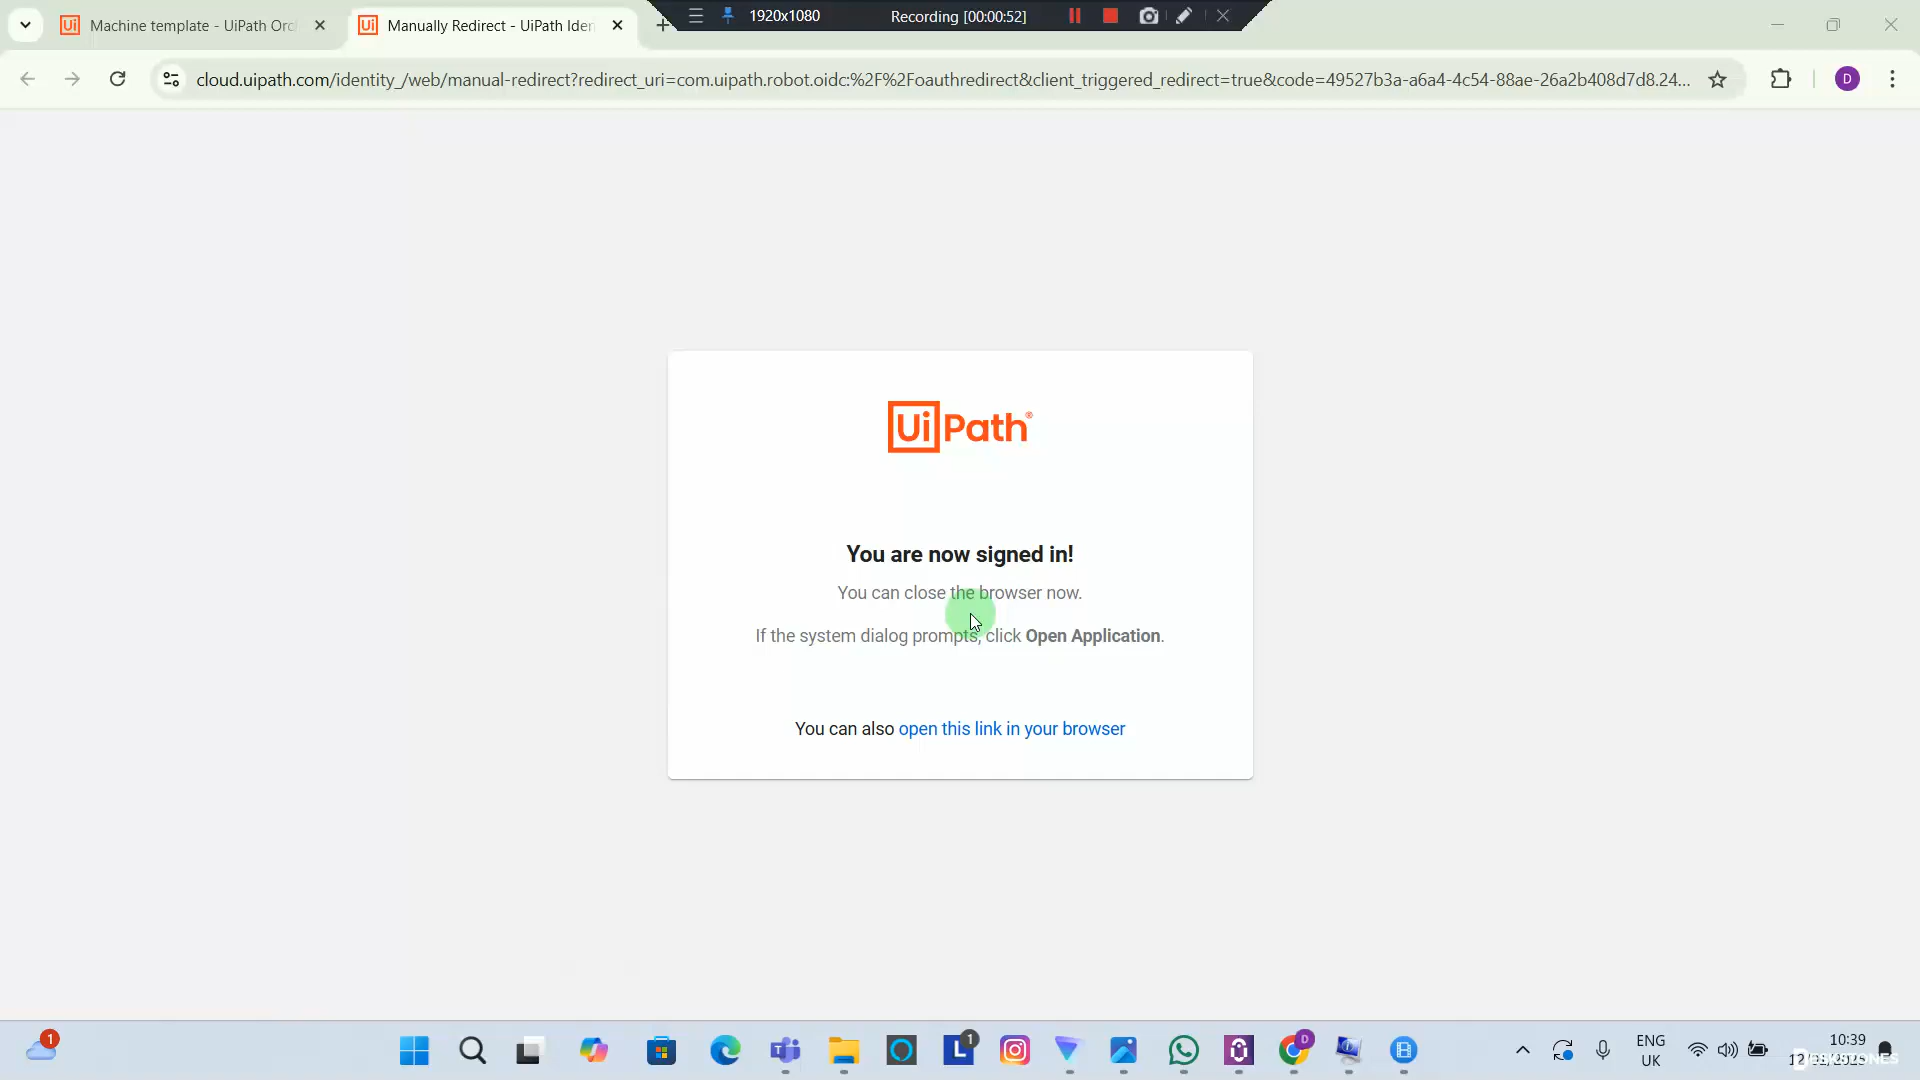 Machine template - UiPath Orc
Manually Redirect - UiPath Iden
1920x1080
Recording [00:00:52]
cloud.uipath.com/identity_/web/manual-redirect?redirect_uri=com.uipath.robot.oidc:%2F%2Foauthredirect&client_triggered_redirect=true&code=49527b3a-a6a4-4c54-88ae-26a2b408d7d8.24...
D
UiPath®
You are now signed in!
You can close the browser now.
If the system dialog prompts, click Open Application.
You can also open this link in your browser
1
1
D
ENG
UK
10:39